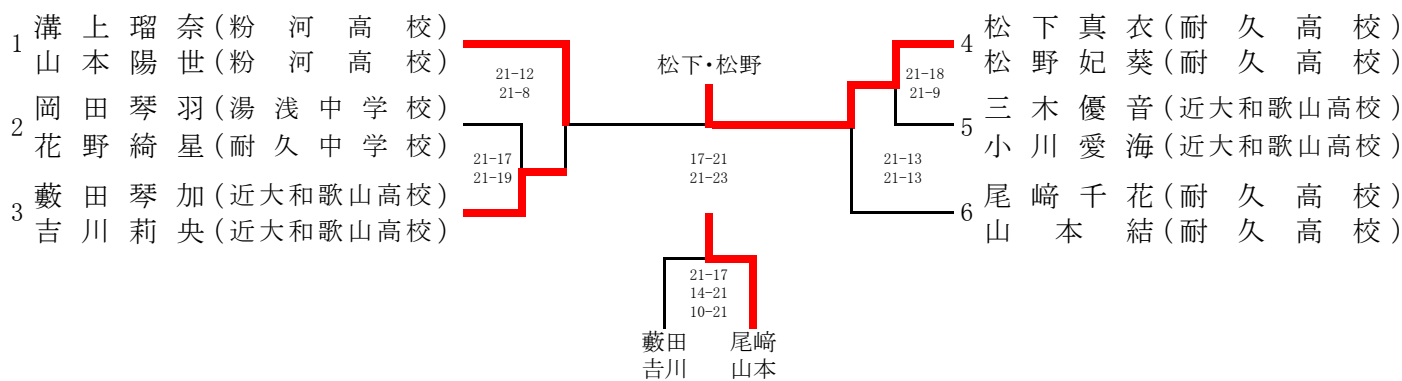 1 溝上瑠奈(粉河高校)
山本陽世(粉河高校)
2 岡田琴羽(湯浅中学校)
花野綺星(耐久中学校)
3 藪田琴加(近大和歌山高校)
吉川莉央(近大和歌山高校)
21-12
21-8
21-17
21-19
松下・松野
17-21
21-23
21-17
14-21
10-21
藪田
吉川
尾﨑
山本
21-18
21-9
21-13
21-13
4 松下真衣(耐久高校)
松野妃葵(耐久高校)
5 三木優音(近大和歌山高校)
小川愛海(近大和歌山高校)
6 尾﨑千花(耐久高校)
山本結(耐久高校)